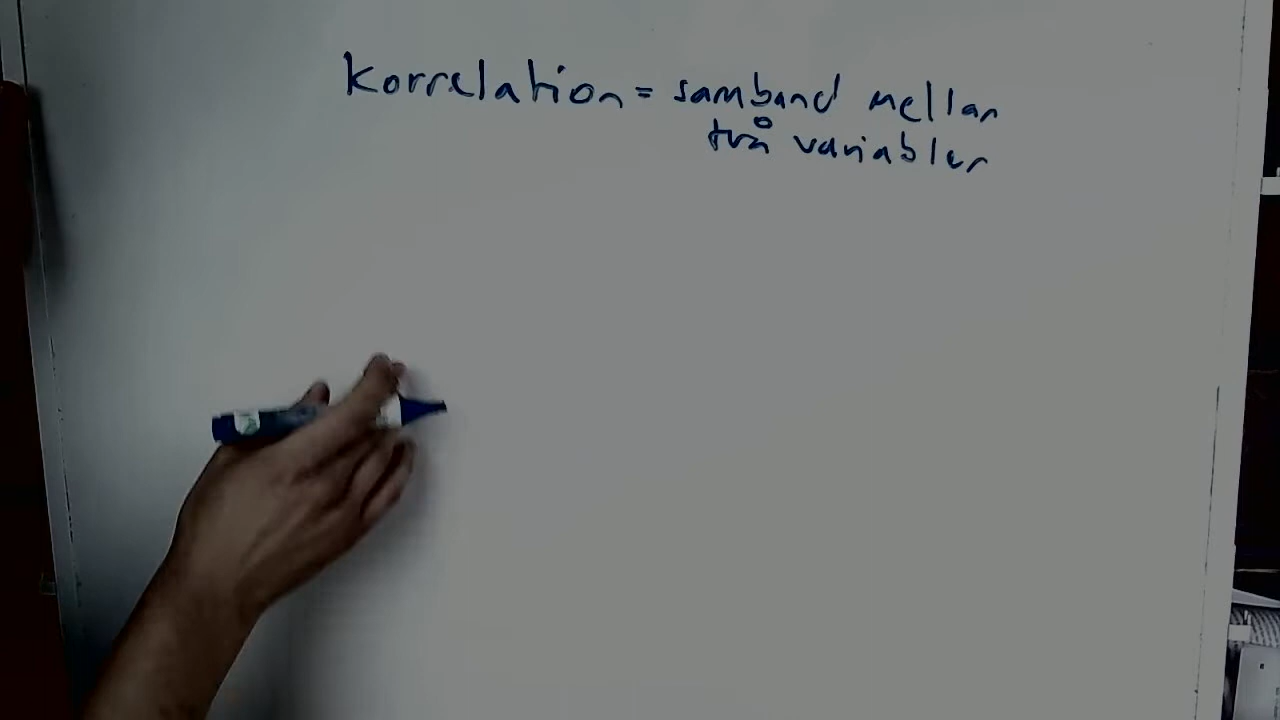 Korrelation = samband mellan
två variabler